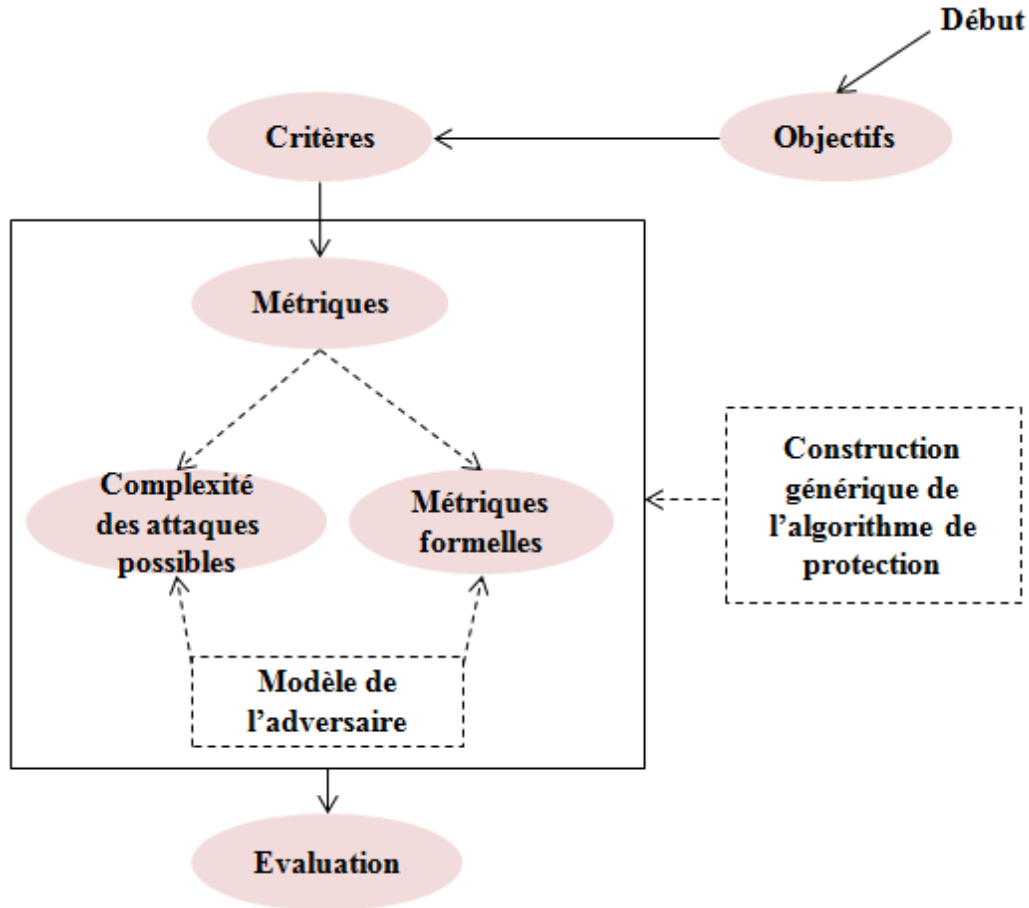 Début
Objectifs
Critères
Métriques
Complexité
des attaques
possibles
Métriques
formelles
Construction
générique de
l'algorithme de
protection
Modèle de
l'adversaire
Evaluation